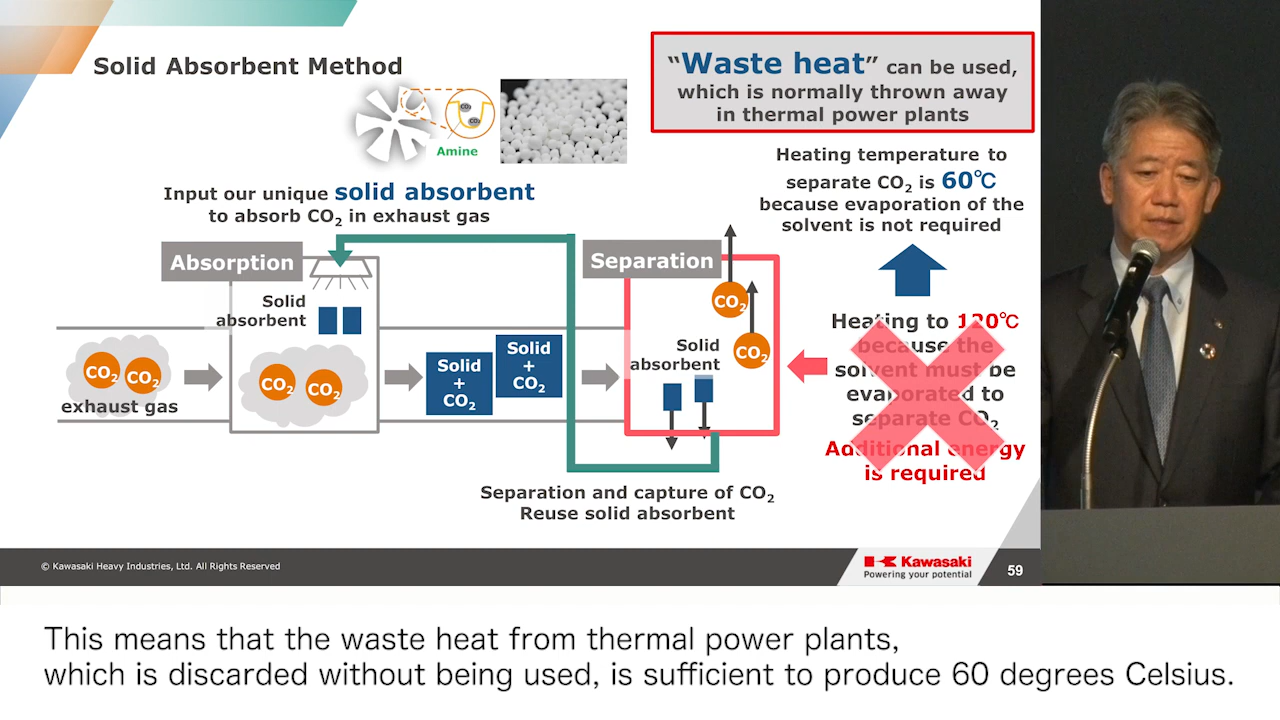 Solid Absorbent Method
CO₂
CO₂
Amine
“Waste heat” can be used,
which is normally thrown away
in thermal power plants
Input our unique solid absorbent
to absorb CO₂ in exhaust gas
Heating temperature to
separate CO₂ is 60℃
because evaporation of the
solvent is not required
Absorption
Solid
absorbent
CO₂
CO₂
exhaust gas
CO₂
CO₂
Solid
+
CO₂
Solid
+
CO₂
Separation
CO₂
CO₂
Solid
absorbent
Heating to 120℃
because the
solvent must be
evaporated to
separate CO₂
Additional energy
is required
Separation and capture of CO₂
Reuse solid absorbent
© Kawasaki Heavy Industries, Ltd. All Rights Reserved
Kawasaki
Powering your potential
59
This means that the waste heat from thermal power plants,
which is discarded without being used, is sufficient to produce 60 degrees Celsius.